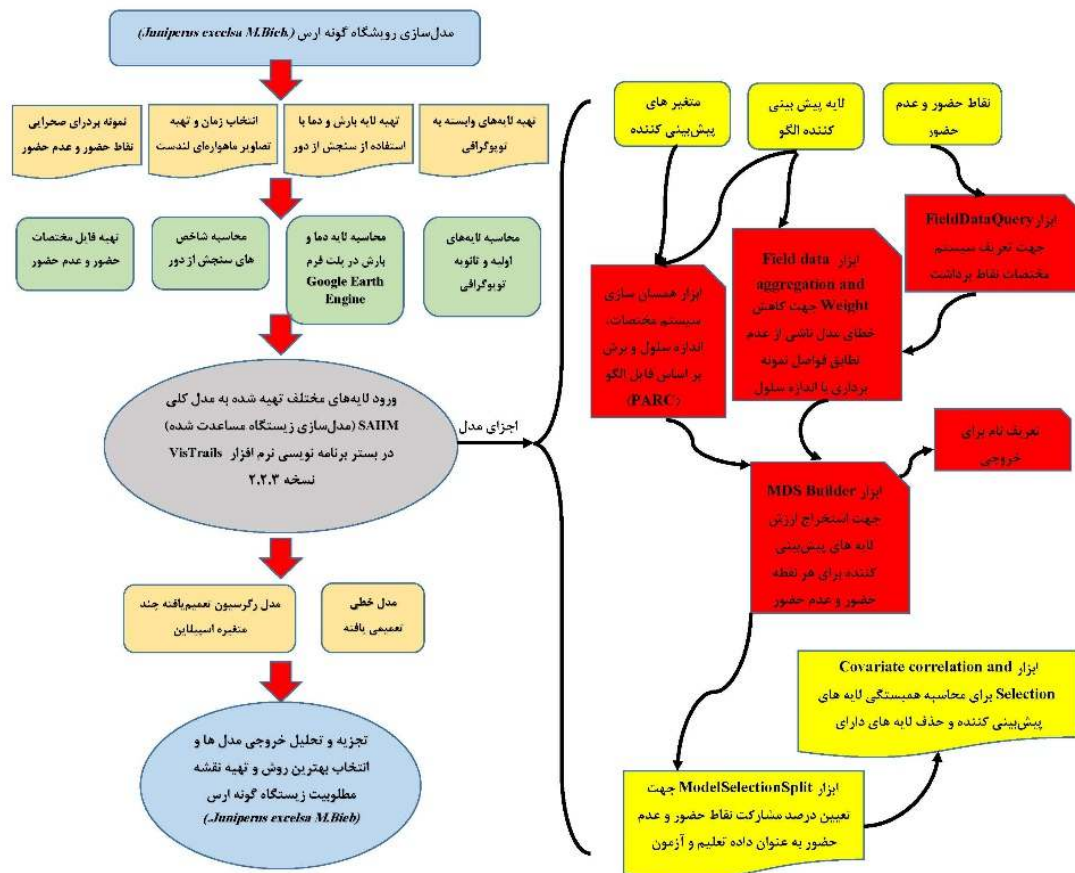 مدل‌سازی رویشگاه گونه ارس (Juniperus excelsa M.Bieb.)
نمونه بردرای صحرایی
نقاط حضور و عدم حضور
انتخاب زمان و تهیه
تصاویر ماهواره‌ای لندست
تهیه لایه بارش و دما با
استفاده از سنجش از دور
تهیه لایه‌های وابسته به
توپوگرافی
تهیه فایل مختصات
حضور و عدم حضور
محاسبه شاخص
های سنجش از دور
محاسبه لایه دما و
بارش در پلت فرم
Google Earth
Engine
محاسبه لایه‌های
اولیه و ثانویه
توپوگرافی
ورود لایه‌های مختلف تهیه شده به مدل کلی
SAHM (مدل‌سازی زیستگاه مساعدت شده)
در بستر برنامه نویسی نرم افزار VisTrails
نسخه ۲.۲.۳
اجزای مدل
مدل رگرسیون تعمیم‌یافته چند
متغیره اسپیلاین
مدل خطی
تعمیمی یافته
تجزیه و تحلیل خروجی مدل ها و
انتخاب بهترین روش و تهیه نقشه
مطلوبیت زیستگاه گونه ارس
(Juniperus excelsa M.Bieb.)
متغیر های
پیش‌بینی کننده
لایه پیش بینی
کننده الگو
نقاط حضور و عدم
حضور
ابزار FieldDataQuery
جهت تعریف سیستم
مختصات نقاط برداشت
ابزار Field data
aggregation and
Weight جهت کاهش
خطای مدل ناشی از عدم
تطابق فواصل نمونه
برداری با اندازه سلول
ابزار همسان سازی
سیستم مختصات،
اندازه سلول و برش
بر اساس فایل الگو
(PARC)
تعریف نام برای
خروجی
ابزار MDS Builder
جهت استخراج ارزش
لایه های پیش‌بینی
کننده برای هر نقطه
حضور و عدم حضور
ابزار Covariate correlation and
Selection برای محاسبه همبستگی لایه های
پیش‌بینی کننده و حذف لایه های دارای
ابزار ModelSelectionSplit جهت
تعیین درصد مشارکت نقاط حضور و عدم
حضور به عنوان داده تعلیم و آزمون